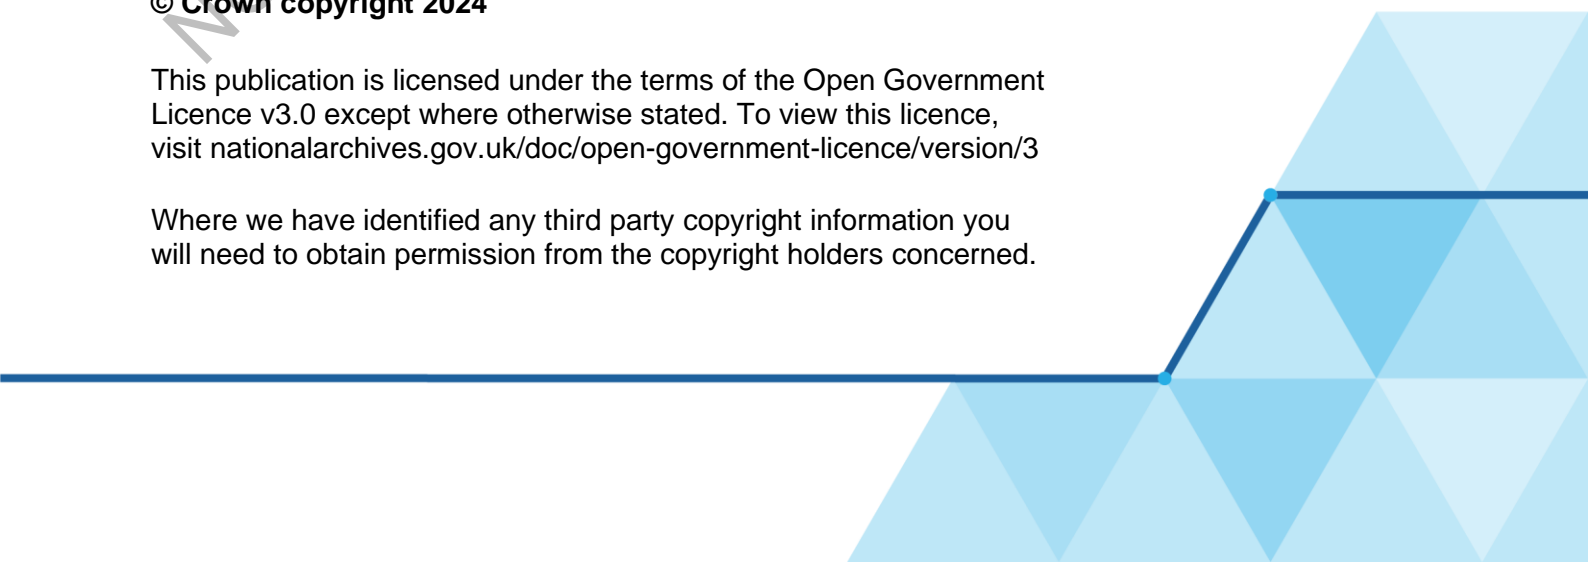 © Crown copyright 2024
This publication is licensed under the terms of the Open Government
Licence v3.0 except where otherwise stated. To view this licence,
visit nationalarchives.gov.uk/doc/open-government-licence/version/3
Where we have identified any third party copyright information you
will need to obtain permission from the copyright holders concerned.